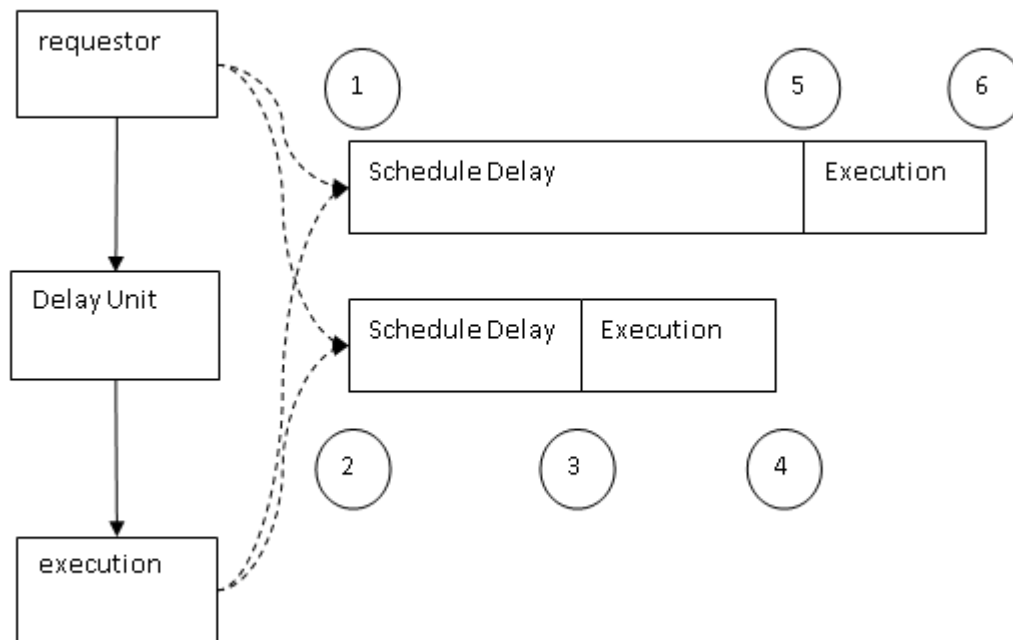 requestor
1
5
6
Schedule Delay
Execution
Delay Unit
Schedule Delay
Execution
2
3
4
execution